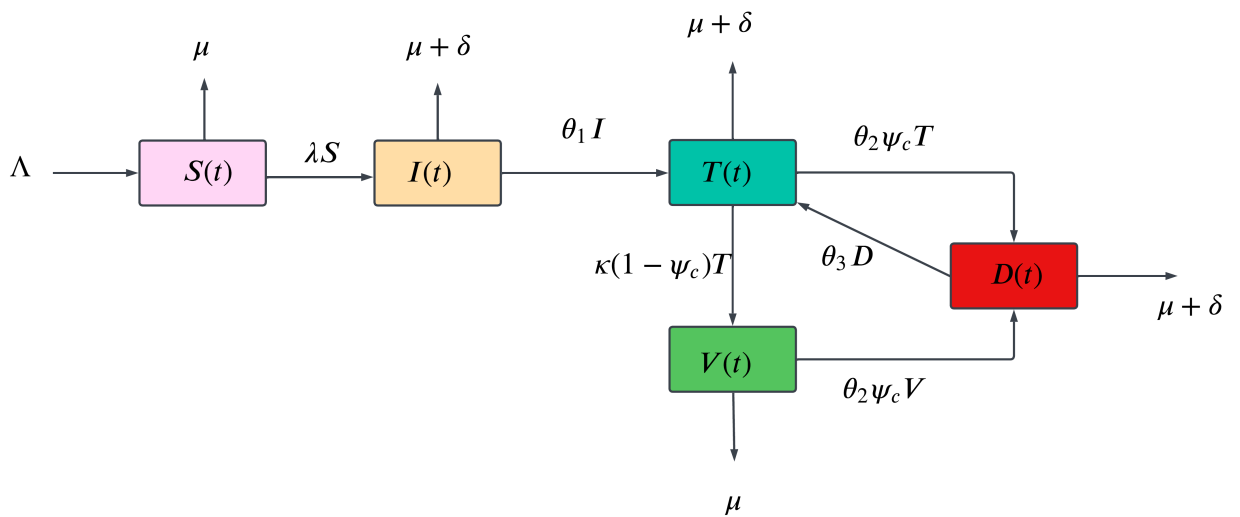 μ + δ
μ
μ + δ
θ₁ I
θ₂ψ_c T
λS
Λ
S(t)
I(t)
T(t)
κ(1 − ψ_c)T
θ₃ D
D(t)
μ + δ
V(t)
θ₂ψ_c V
μ